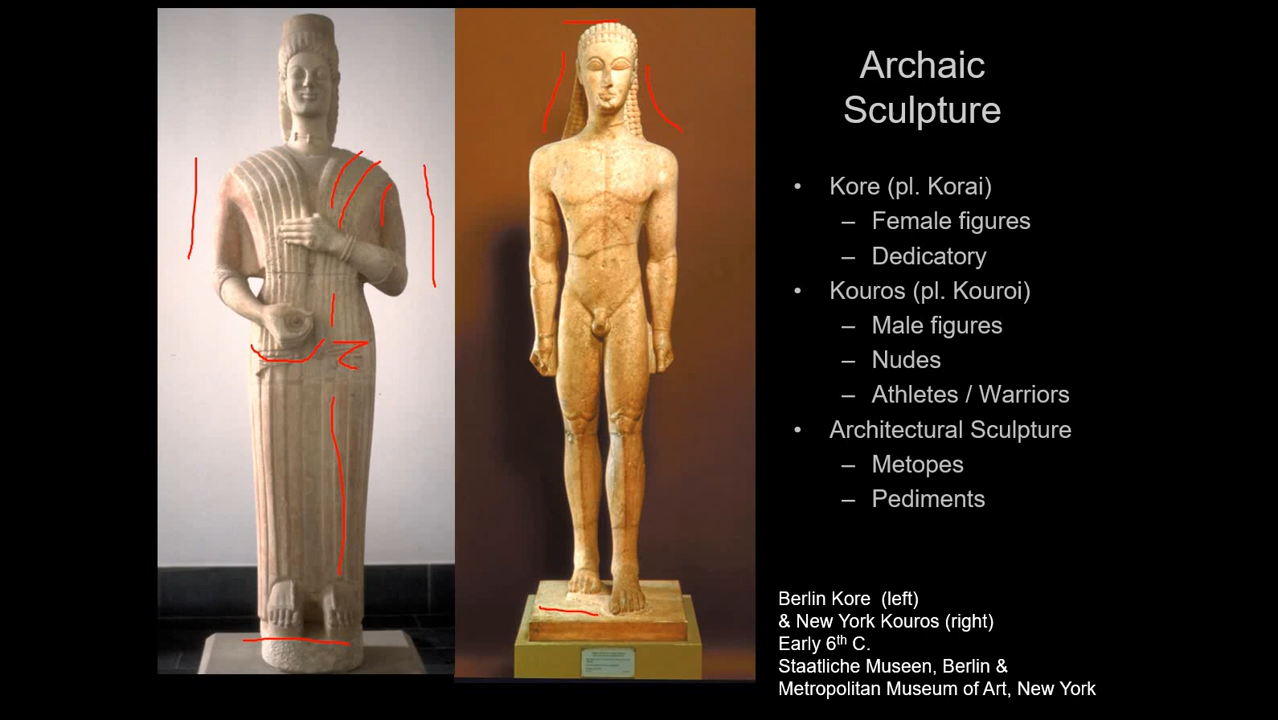 Archaic
Sculpture
• Kore (pl. Korai)
– Female figures
– Dedicatory
• Kouros (pl. Kouroi)
– Male figures
– Nudes
– Athletes / Warriors
• Architectural Sculpture
– Metopes
– Pediments
Berlin Kore (left)
& New York Kouros (right)
Early 6th C.
Staatliche Museen, Berlin &
Metropolitan Museum of Art, New York